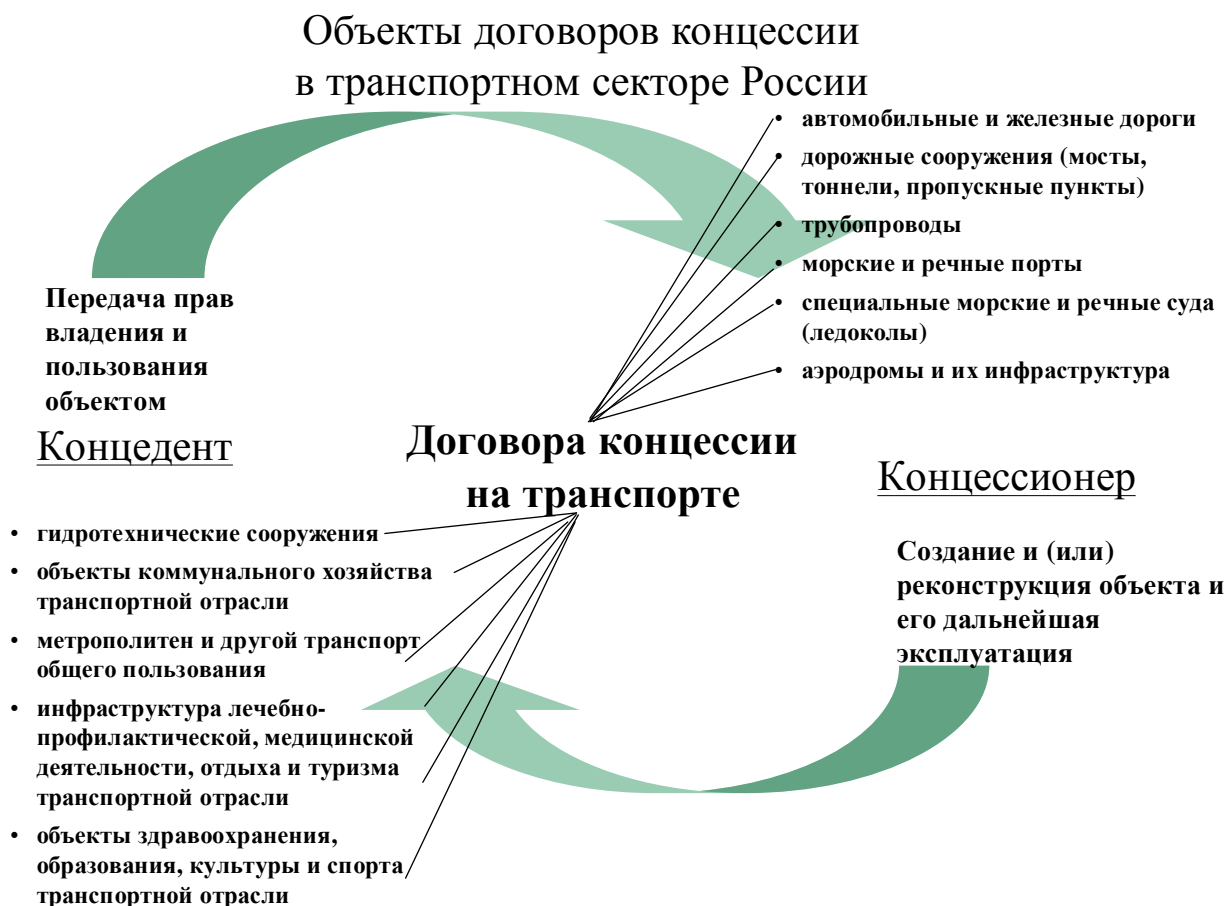 Объекты договоров концессии
в транспортном секторе России
• автомобильные и железные дороги
• дорожные сооружения (мосты,
тоннели, пропускные пункты)
• трубопроводы
• морские и речные порты
• специальные морские и речные суда
(ледоколы)
• аэродромы и их инфраструктура
Передача прав
владения и
пользования
объектом
Концедент
Договора концессии
на транспорте
Концессионер
Создание и (или)
реконструкция объекта и
его дальнейшая
эксплуатация
• гидротехнические сооружения
• объекты коммунального хозяйства
транспортной отрасли
• метрополитен и другой транспорт
общего пользования
• инфраструктура лечебно-
профилактической, медицинской
деятельности, отдыха и туризма
транспортной отрасли
• объекты здравоохранения,
образования, культуры и спорта
транспортной отрасли